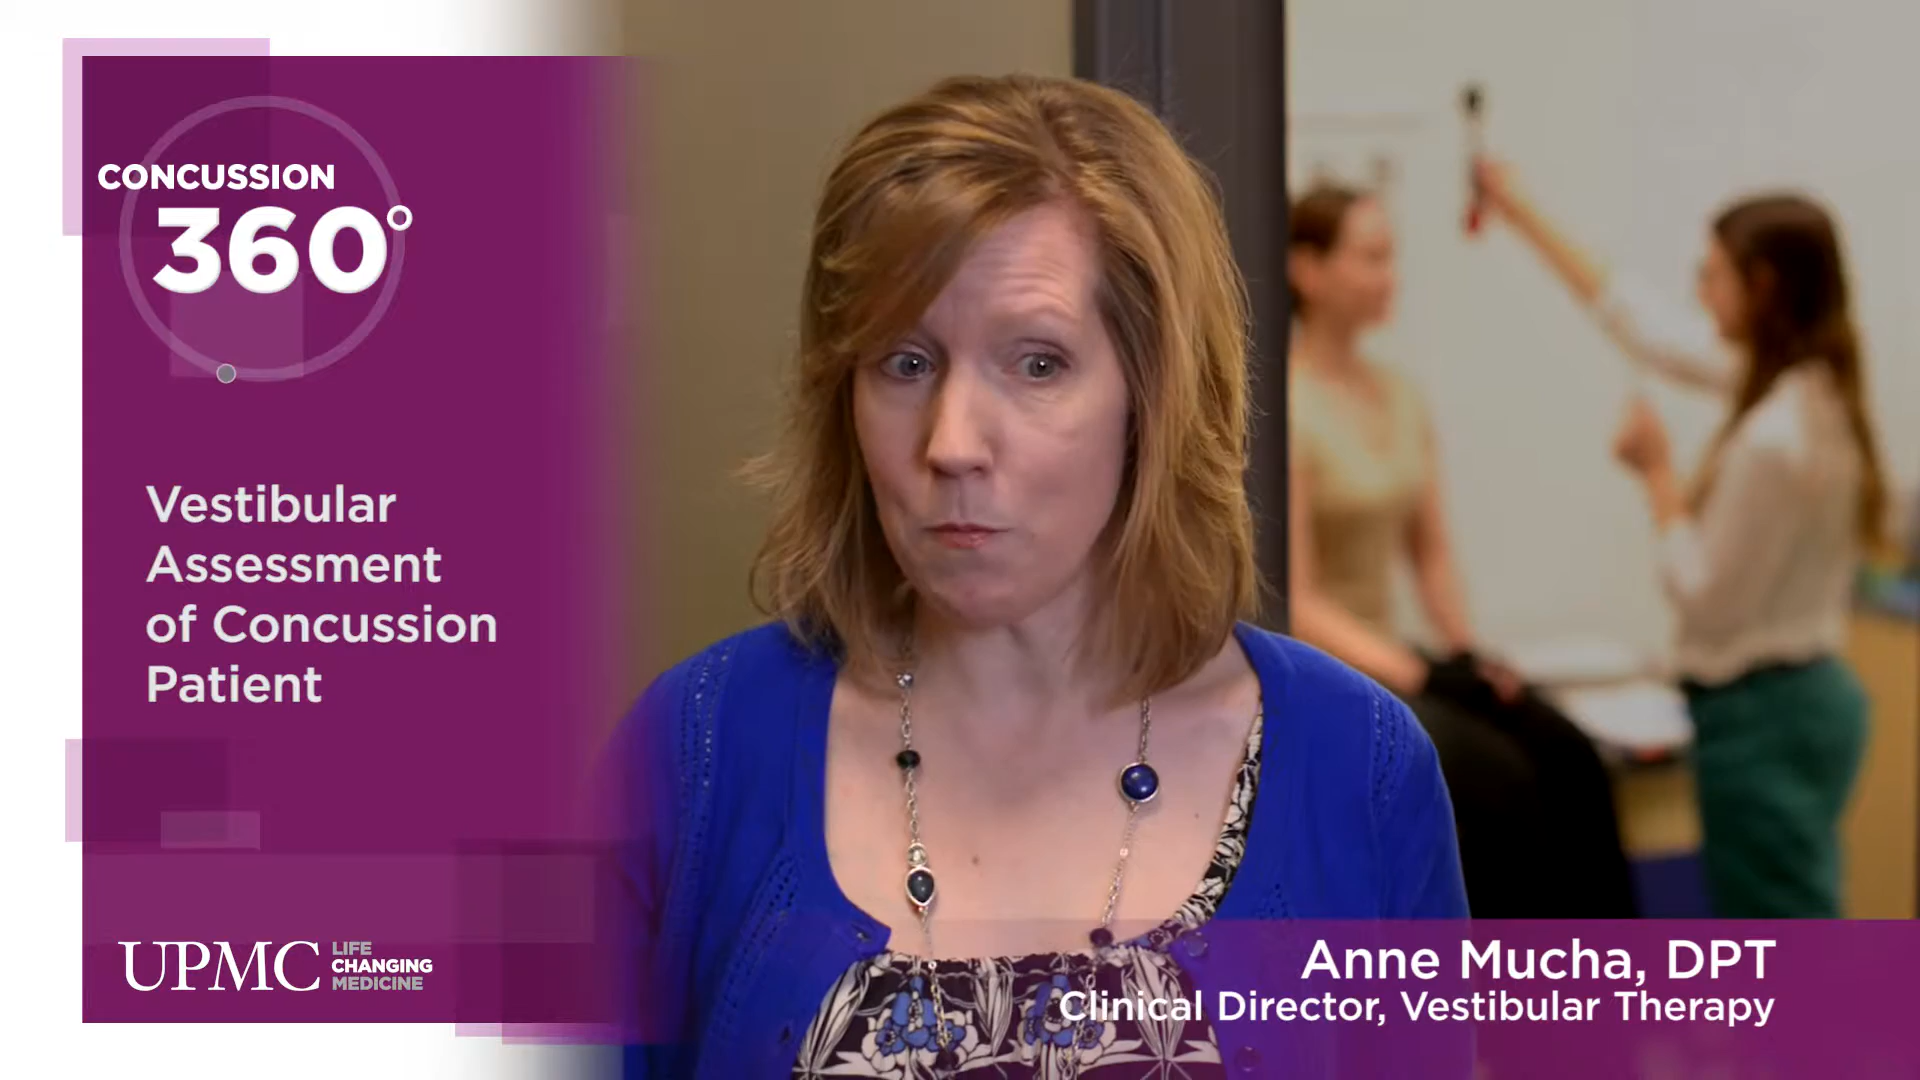 CONCUSSION
360°
Vestibular
Assessment
of Concussion
Patient
UPMC LIFE
CHANGING
MEDICINE
Anne Mucha, DPT
Clinical Director, Vestibular Therapy